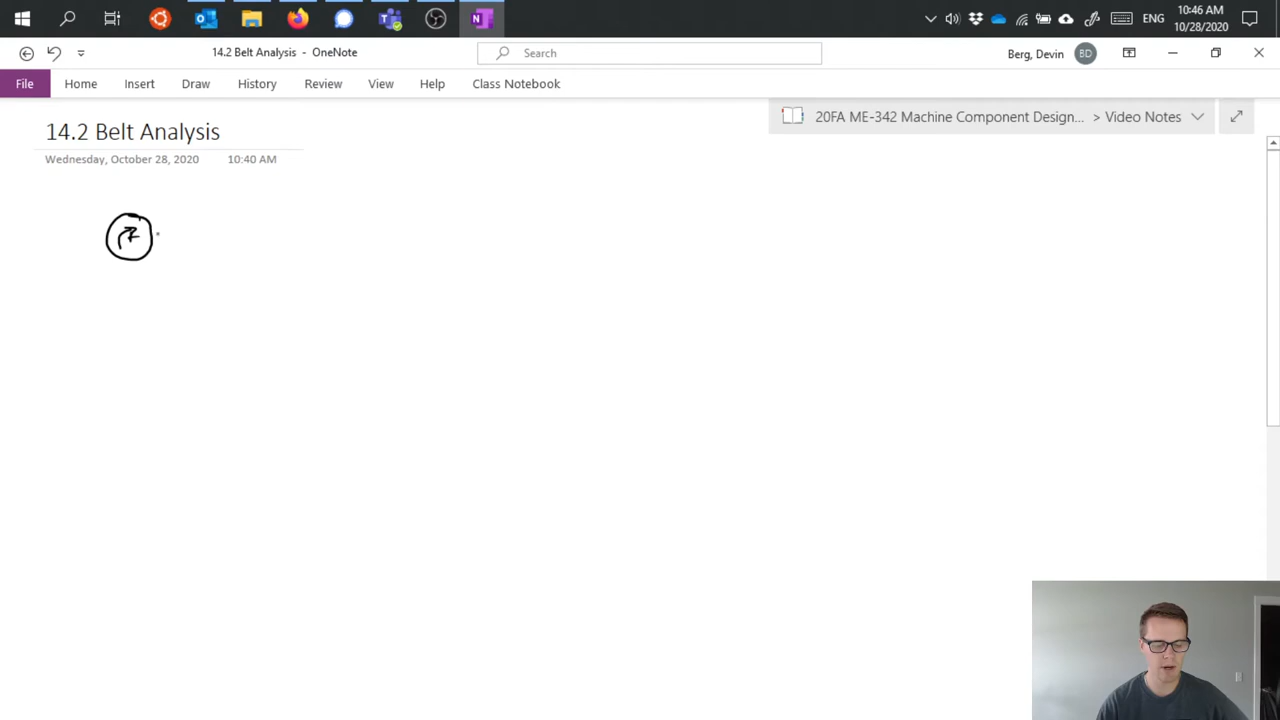 10:46 AM
ENG
10/28/2020
14.2 Belt Analysis - OneNote
Search
Berg, Devin
BD
File
Home
Insert
Draw
History
Review
View
Help
Class Notebook
20FA ME-342 Machine Component Design... > Video Notes
14.2 Belt Analysis
Wednesday, October 28, 2020
10:40 AM